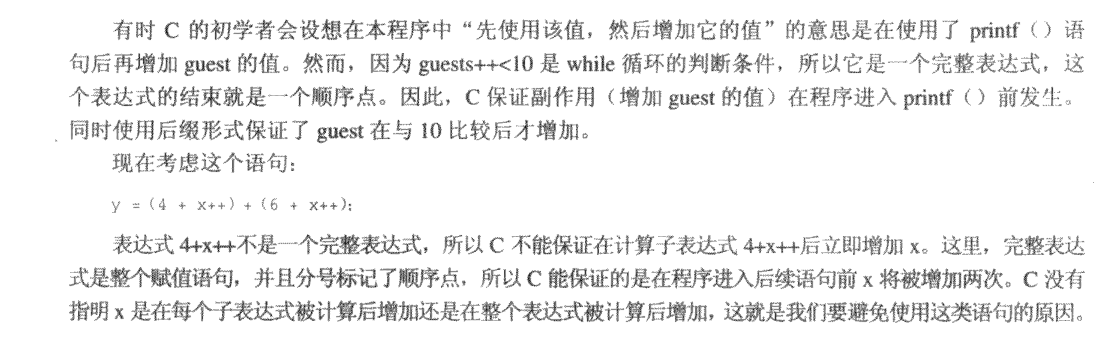 有时 C 的初学者会设想在本程序中“先使用该值，然后增加它的值”的意思是在使用了 printf（）语
句后再增加 guest 的值。然而，因为 guests++<10 是 while 循环的判断条件，所以它是一个完整表达式，这
个表达式的结束就是一个顺序点。因此，C 保证副作用（增加 guest 的值）在程序进入 printf（）前发生。
同时使用后缀形式保证了 guest 在与 10 比较后才增加。
现在考虑这个语句：
y = (4 + x++) + (6 + x++);
表达式 4+x++不是一个完整表达式，所以 C 不能保证在计算子表达式 4+x++后立即增加 x。这里，完整表达
式是整个赋值语句，并且分号标记了顺序点，所以 C 能保证的是在程序进入后续语句前 x 将被增加两次。C 没有
指明 x 是在每个子表达式被计算后增加还是在整个表达式被计算后增加，这就是我们要避免使用这类语句的原因。